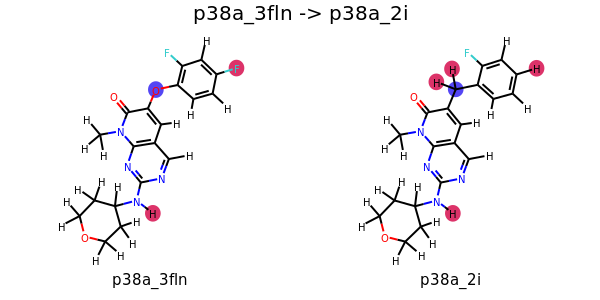 p38a_3fln -> p38a_2i
F H F O H H O H H H N H H N N H H H H H N H H H O H H H
F H H H H O H H H H N H H N N H H H H H N H H H O H H H
p38a_3fln p38a_2i